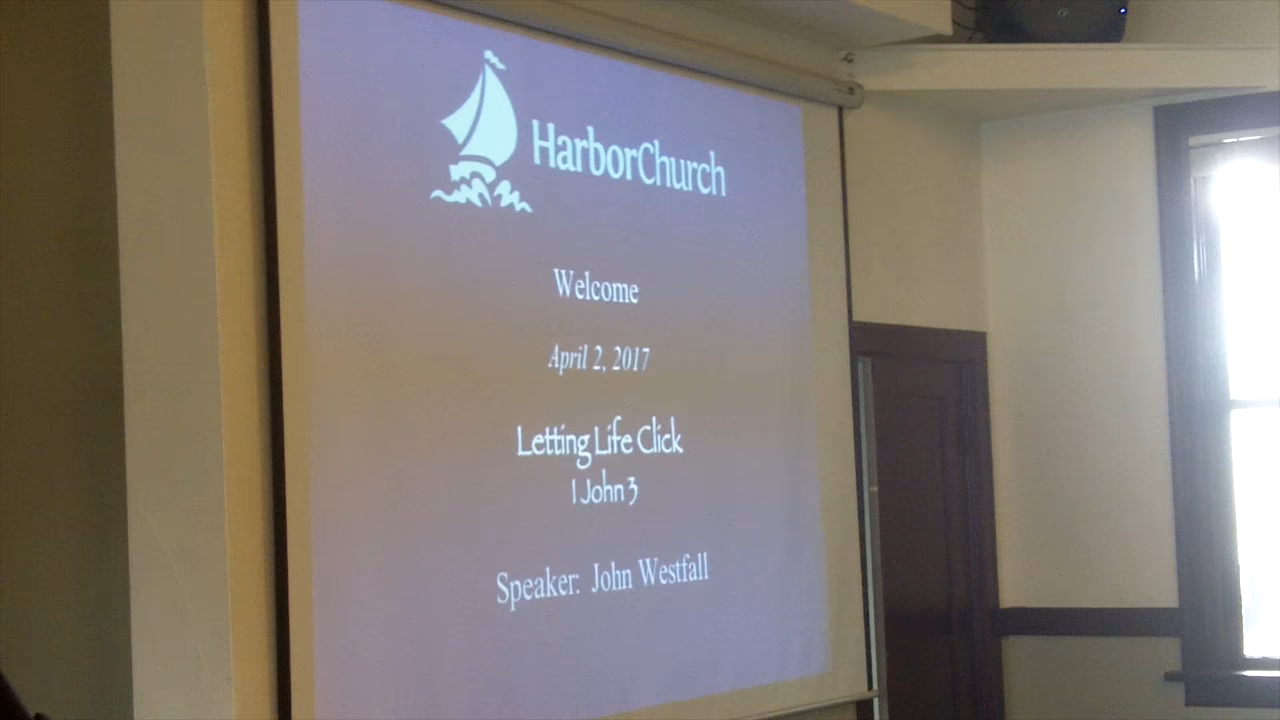 HarborChurch
Welcome
April 2, 2017
Letting Life Click
1 John 3
Speaker: John Westfall